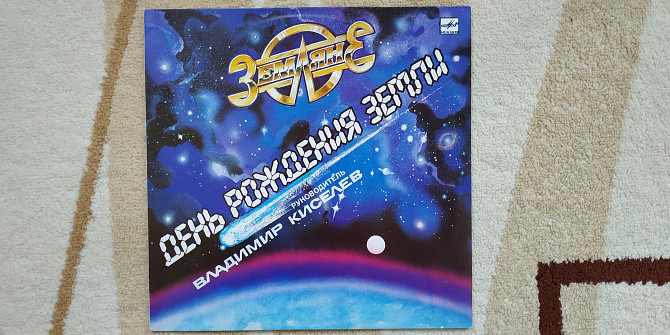 ЗЕМЛЯНЕ
ДЕНЬ РОЖДЕНИЯ ЗЕМЛИ
РУКОВОДИТЕЛЬ
ВЛАДИМИР КИСЕЛЕВ